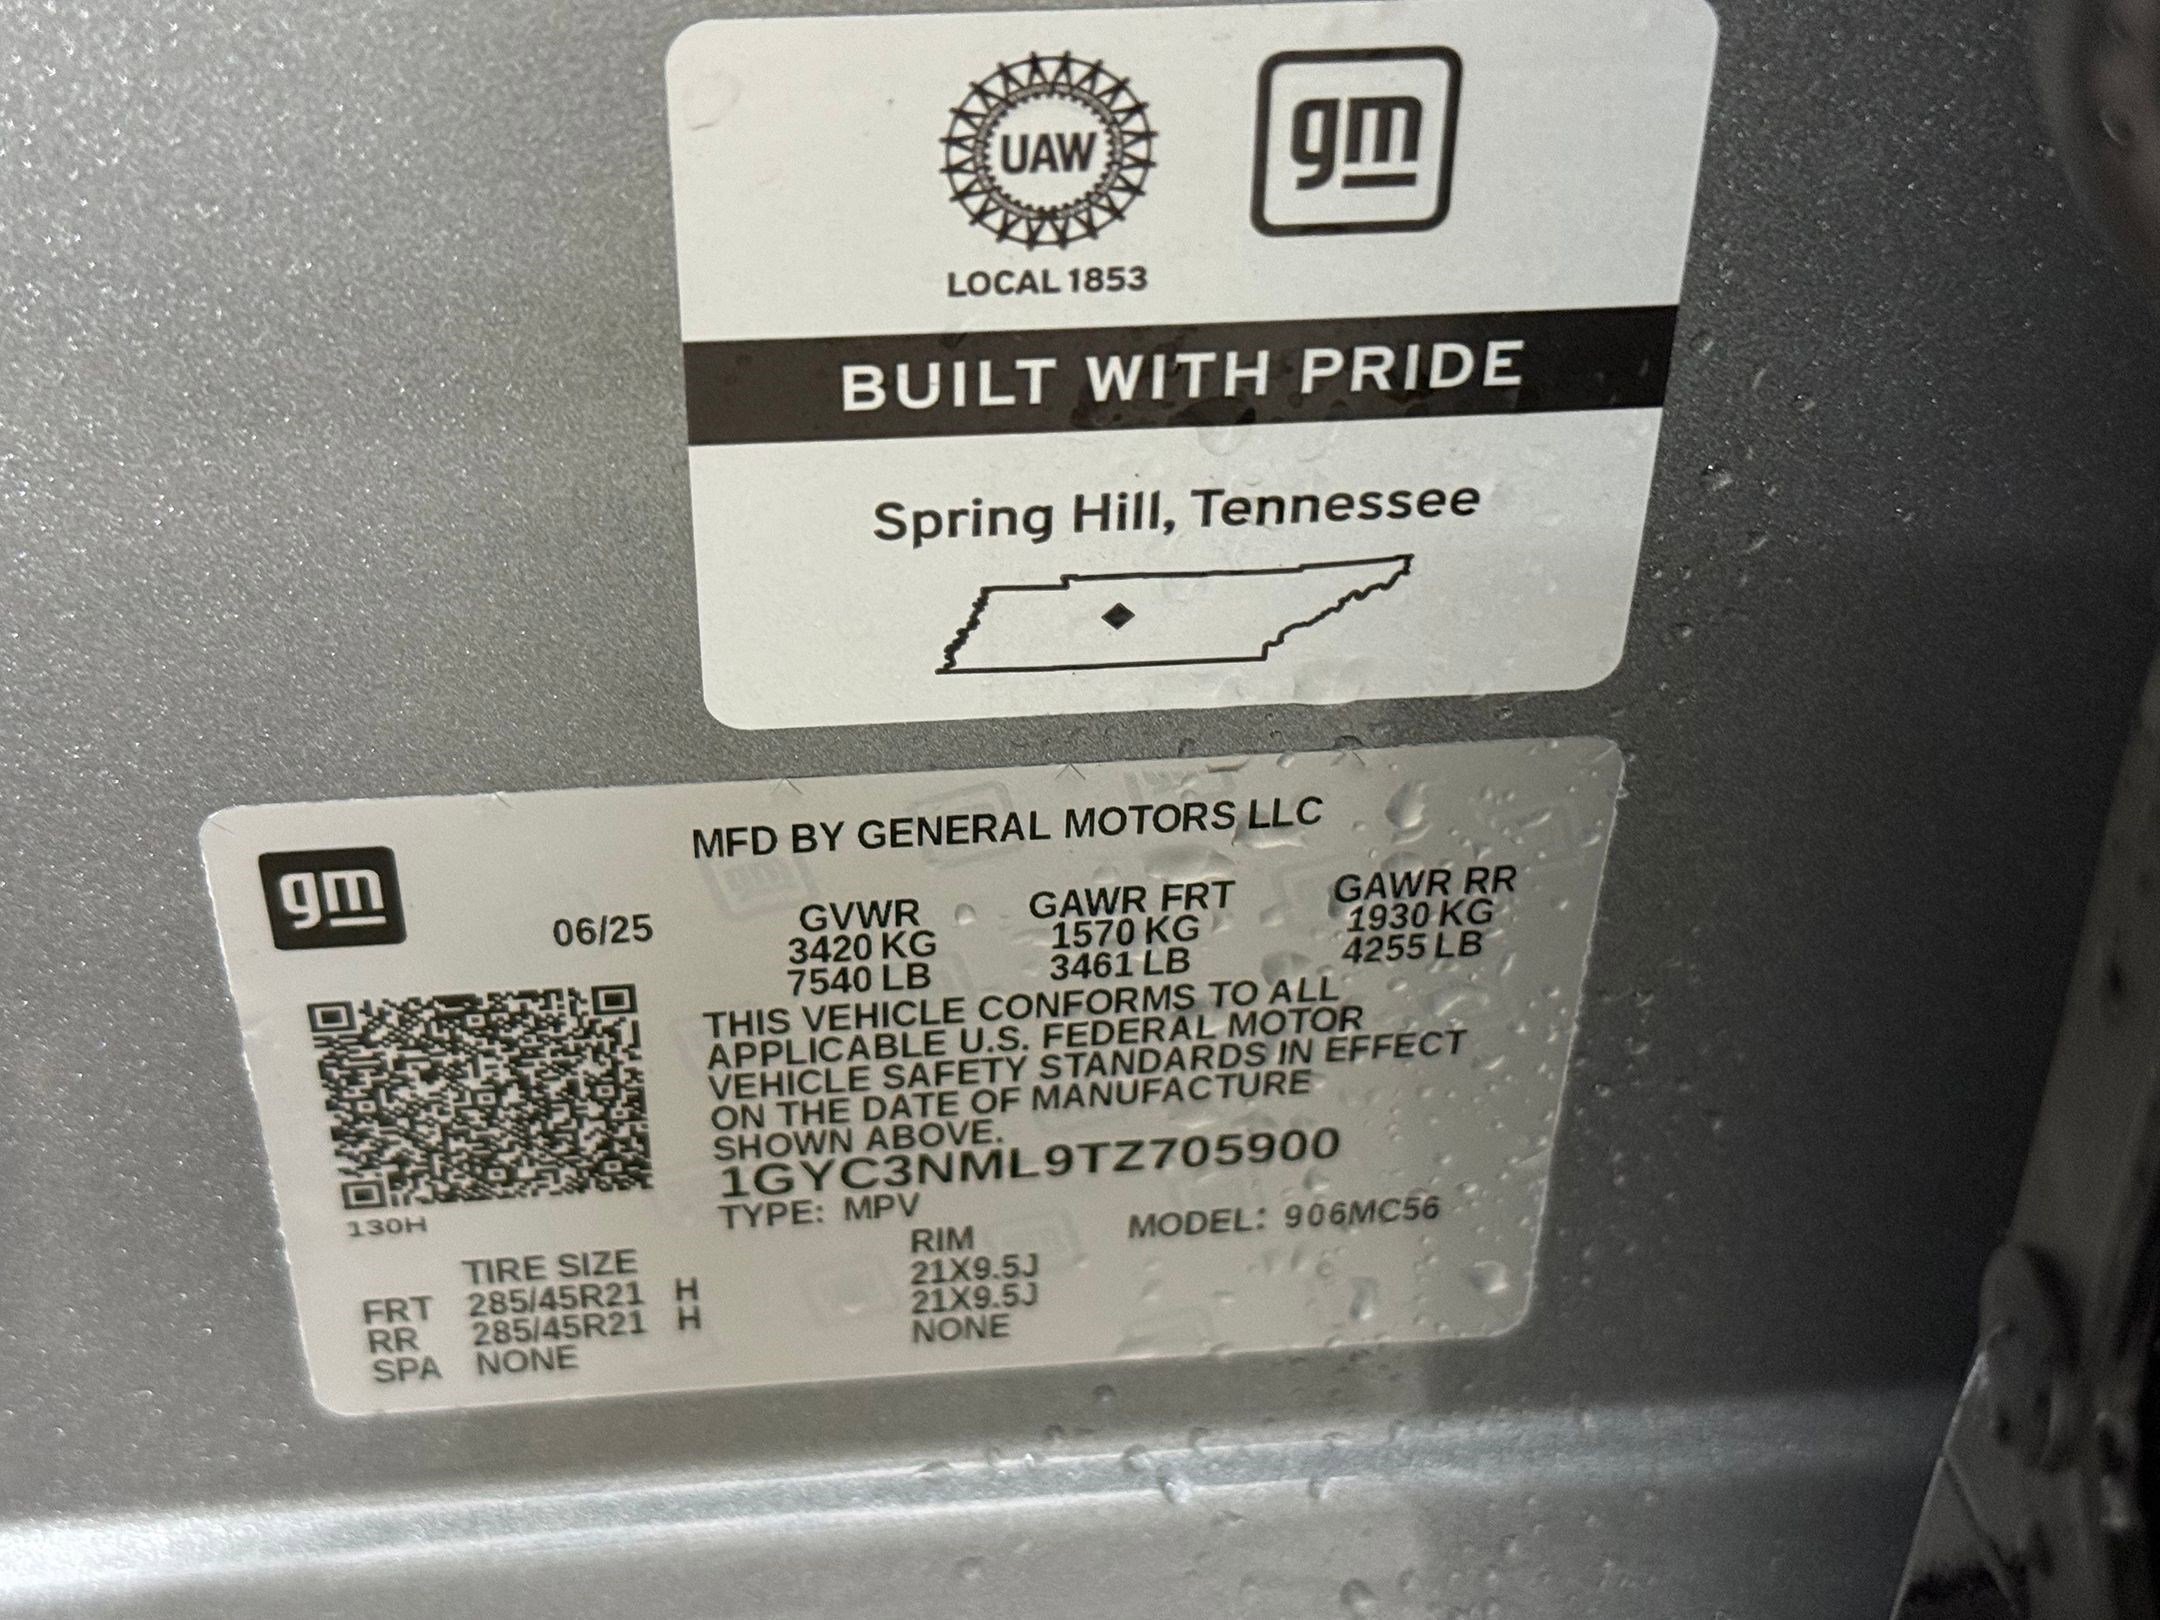 UAW
gm
LOCAL 1853
BUILT WITH PRIDE
Spring Hill, Tennessee
MFD BY GENERAL MOTORS LLC
gm
06/25
GVWR
3420 KG
7540 LB
GAWR FRT
1570 KG
3461 LB
GAWR RR
1930 KG
4255 LB
THIS VEHICLE CONFORMS TO ALL
APPLICABLE U.S. FEDERAL MOTOR
VEHICLE SAFETY STANDARDS IN EFFECT
ON THE DATE OF MANUFACTURE
SHOWN ABOVE.
1GYC3NML9TZ705900
130H
TYPE: MPV
MODEL: 906MC56
TIRE SIZE RIM
FRT 285/45R21 H 21X9.5J
RR 285/45R21 H 21X9.5J
SPA NONE NONE